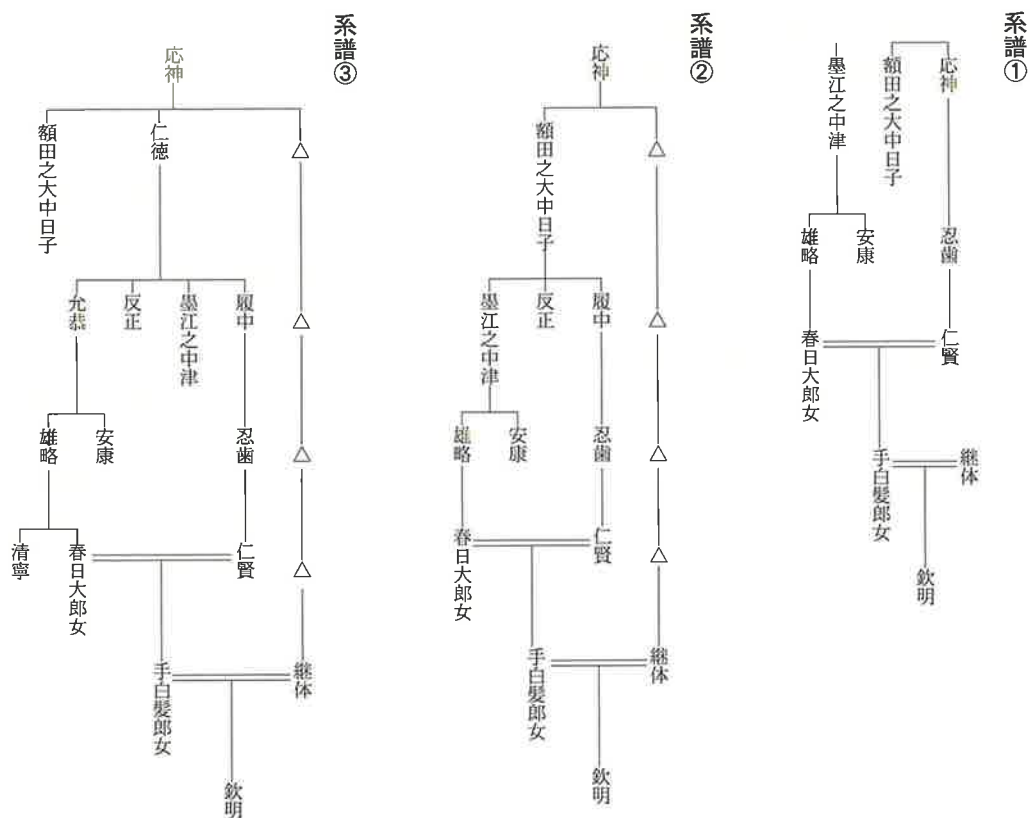 系譜①
応神
額田之大中日子
忍歯
仁賢
墨江之中津
安康
雄略
春日大郎女
継体
手白髪郎女
欽明
系譜②
応神
△
△
△
△
継体
額田之大中日子
履中
反正
墨江之中津
忍歯
仁賢
安康
雄略
春日大郎女
手白髪郎女
欽明
系譜③
応神
△
△
△
△
継体
仁徳
額田之大中日子
履中
墨江之中津
反正
允恭
忍歯
仁賢
安康
雄略
春日大郎女
清寧
手白髪郎女
欽明